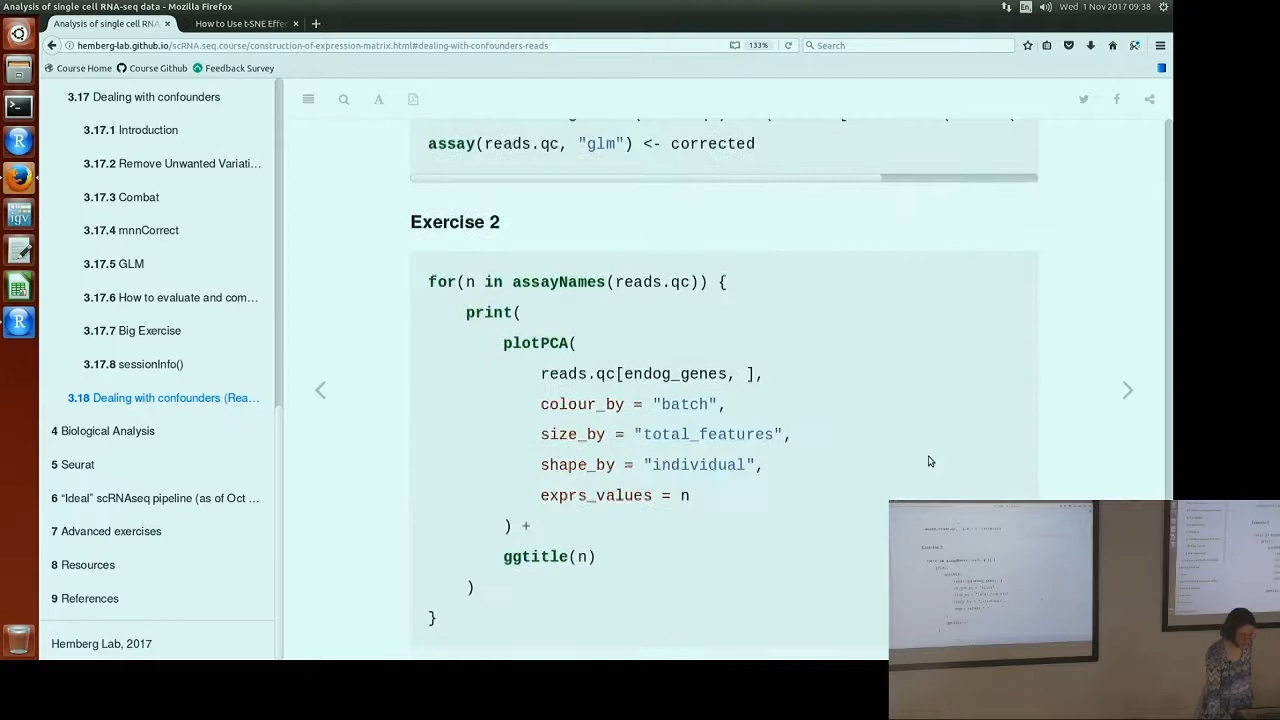 Analysis of single cell RNA-seq data - Mozilla Firefox
En
Wed 1 Nov 2017 09:38
Analysis of single cell RNA ×
How to Use t-SNE Effec ×
+
hemberg-lab.github.io/scRNA.seq.course/construction-of-expression-matrix.html#dealing-with-confounders-reads
133%
Search
Course Home
Course Github
Feedback Survey
3.17 Dealing with confounders
3.17.1 Introduction
3.17.2 Remove Unwanted Variati…
3.17.3 Combat
3.17.4 mnnCorrect
3.17.5 GLM
3.17.6 How to evaluate and com…
3.17.7 Big Exercise
3.17.8 sessionInfo()
3.18 Dealing with confounders (Rea…
4 Biological Analysis
5 Seurat
6 “Ideal” scRNAseq pipeline (as of Oct …
7 Advanced exercises
8 Resources
9 References
Hemberg Lab, 2017
assay(reads.qc, "glm") <- corrected
Exercise 2
for(n in assayNames(reads.qc)) {
print(
plotPCA(
reads.qc[endog_genes, ],
colour_by = "batch",
size_by = "total_features",
shape_by = "individual",
exprs_values = n
) +
ggtitle(n)
)
}